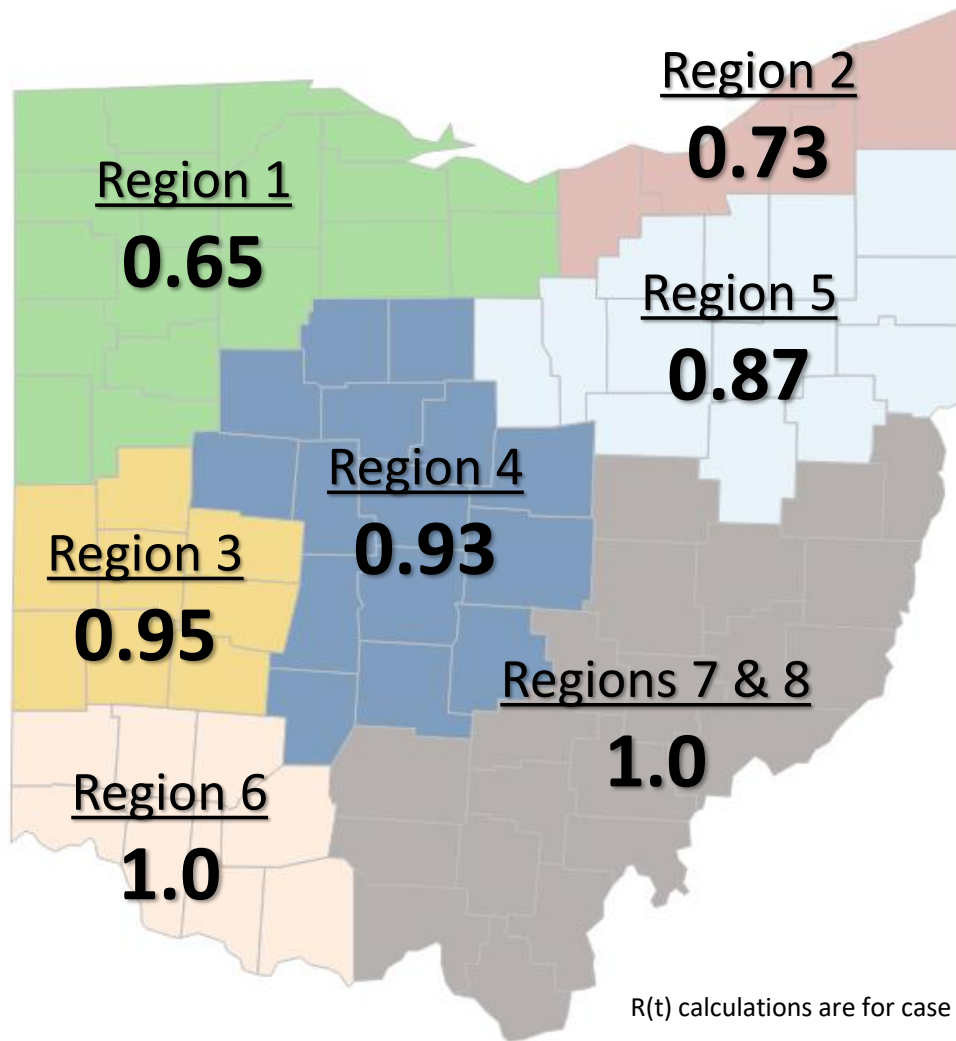 Region 2
0.73
Region 1
0.65
Region 5
0.87
Region 4
0.93
Region 3
0.95
Regions 7 & 8
1.0
Region 6
1.0
R(t) calculations are for case